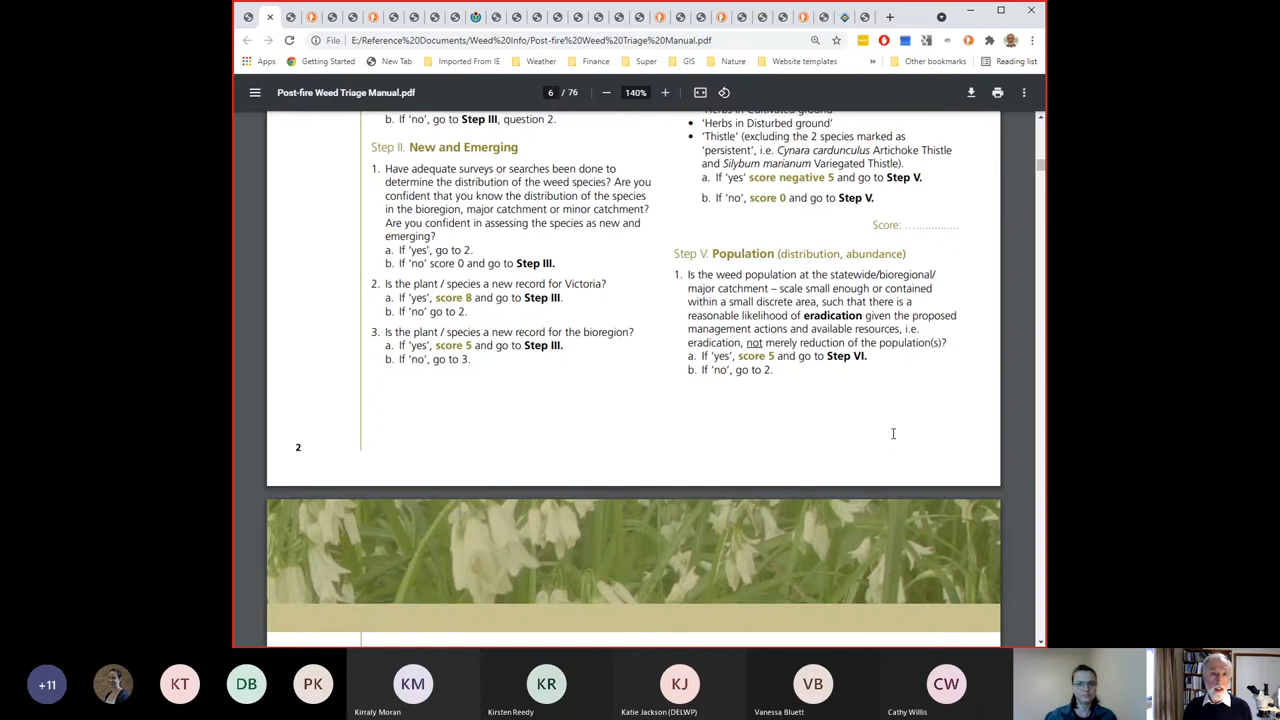 File
E:/Reference%20Documents/Weed%20Info/Post-fire%20Weed%20Triage%20Manual.pdf
Apps
Getting Started
New Tab
Imported From IE
Weather
Finance
Super
GIS
Nature
Website templates
»
Other bookmarks
Reading list
Post-fire Weed Triage Manual.pdf
6 / 76
140%
b. If ‘no’, go to Step III, question 2.
Step II. New and Emerging
1. Have adequate surveys or searches been done to
determine the distribution of the weed species? Are you
confident that you know the distribution of the species
in the bioregion, major catchment or minor catchment?
Are you confident in assessing the species as new and
emerging?
a. If ‘yes’, go to 2.
b. If ‘no’ score 0 and go to Step III.
2. Is the plant / species a new record for Victoria?
a. If ‘yes’, score 8 and go to Step III.
b. If ‘no’ go to 2.
3. Is the plant / species a new record for the bioregion?
a. If ‘yes’, score 5 and go to Step III.
b. If ‘no’, go to 3.
2
‘Herbs in Cultivated ground’
• ‘Herbs in Disturbed ground’
• ‘Thistle’ (excluding the 2 species marked as
‘persistent’, i.e. Cynara cardunculus Artichoke Thistle
and Silybum marianum Variegated Thistle).
a. If ‘yes’ score negative 5 and go to Step V.
b. If ‘no’, score 0 and go to Step V.
Score: ................
Step V. Population (distribution, abundance)
1. Is the weed population at the statewide/bioregional/
major catchment – scale small enough or contained
within a small discrete area, such that there is a
reasonable likelihood of eradication given the proposed
management actions and available resources, i.e.
eradication, not merely reduction of the population(s)?
a. If ‘yes’, score 5 and go to Step VI.
b. If ‘no’, go to 2.
+11
KT
DB
PK
KM
Kirraly Moran
KR
Kirsten Reedy
KJ
Katie Jackson (DELWP)
VB
Vanessa Bluett
CW
Cathy Willis